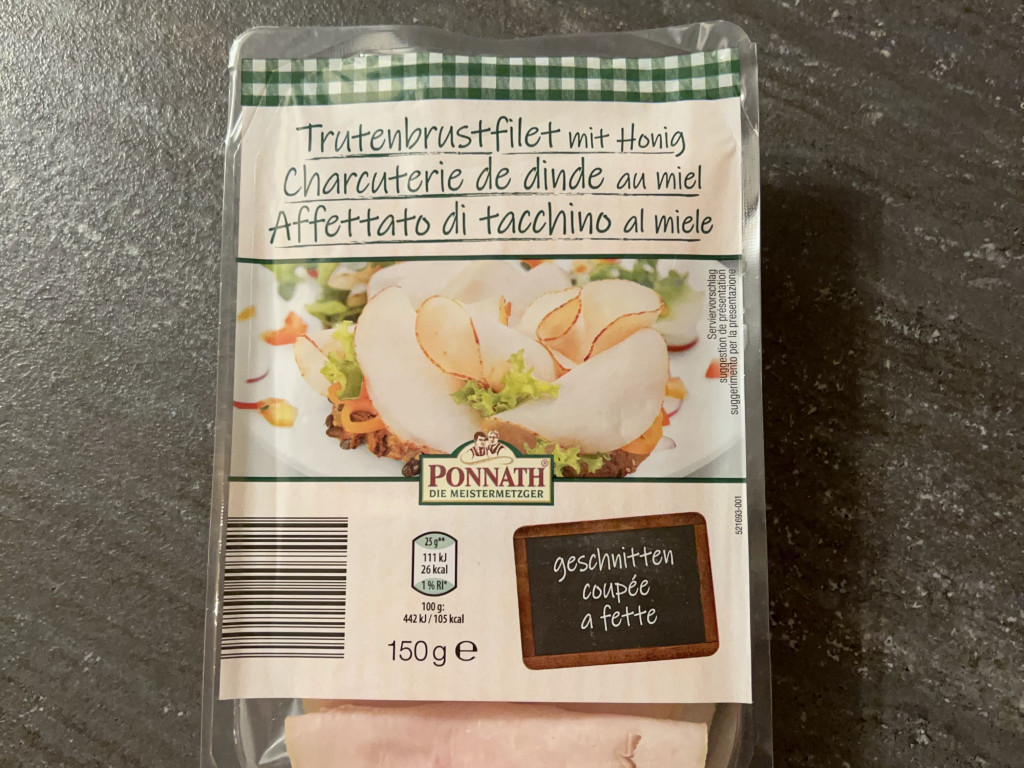 Trutenbrustfilet mit Honig
Charcuterie de dinde au miel
Affettato di tacchino al miele
Serviervorschlag
suggestion de présentation
suggerimento per la presentazione
PONNATH®
DIE MEISTERMETZGER
521693-001
25 g**
111 kJ
26 kcal
1 % RI*
100 g:
442 kJ / 105 kcal
150 g e
geschnitten
coupée
a fette